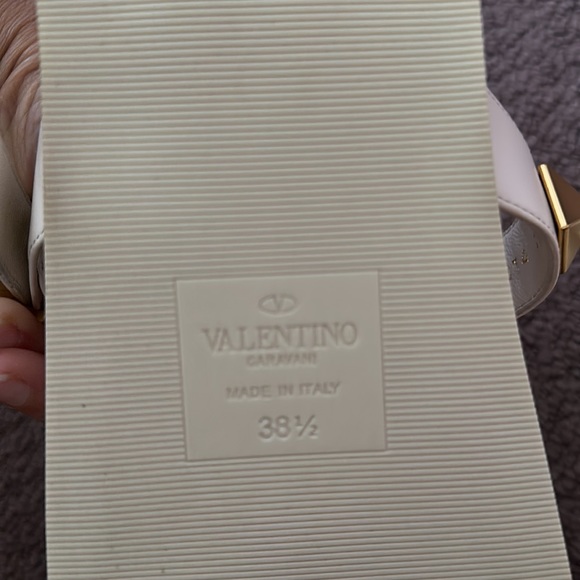 VALENTINO
GARAVANI
MADE IN ITALY
38½